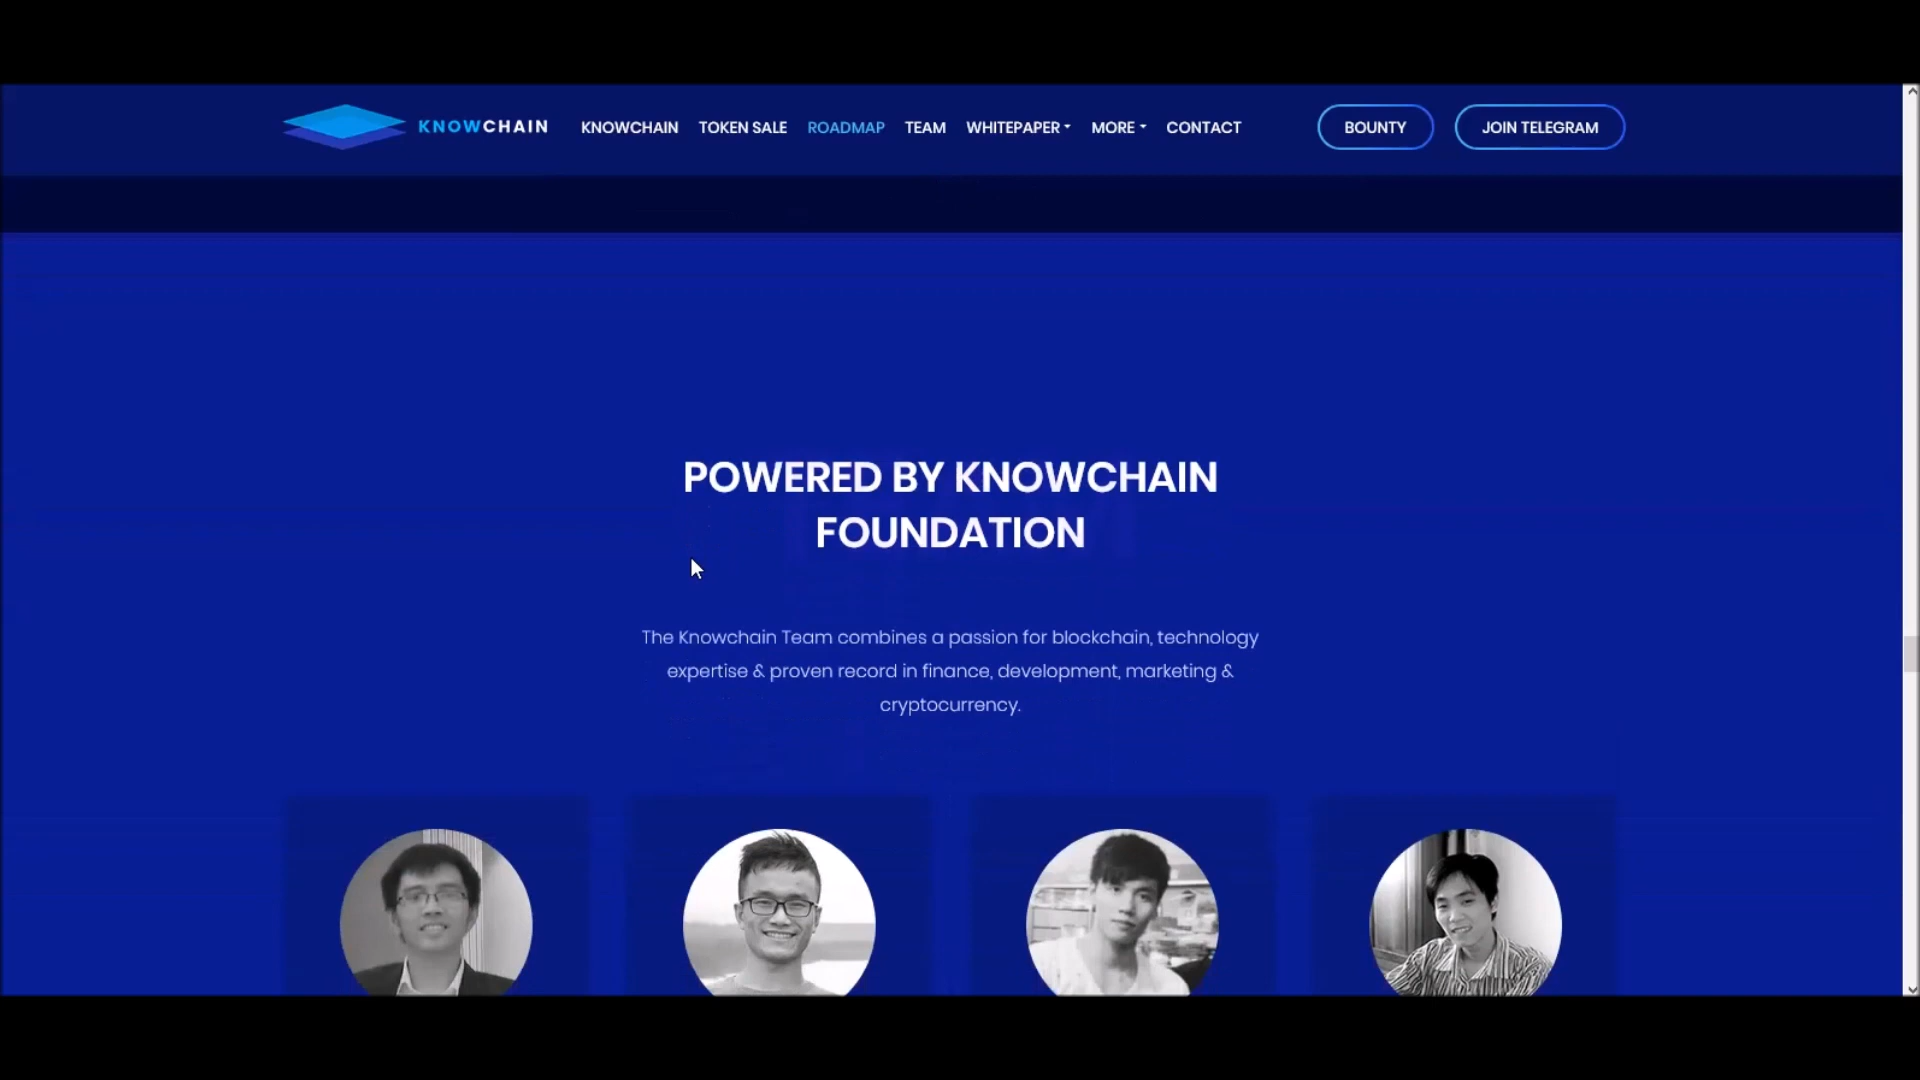 KNOWCHAIN KNOWCHAIN TOKEN SALE ROADMAP TEAM WHITEPAPER MORE CONTACT BOUNTY JOIN TELEGRAM
POWERED BY KNOWCHAIN
FOUNDATION
The Knowchain Team combines a passion for blockchain, technology
expertise & proven record in finance, development, marketing &
cryptocurrency.